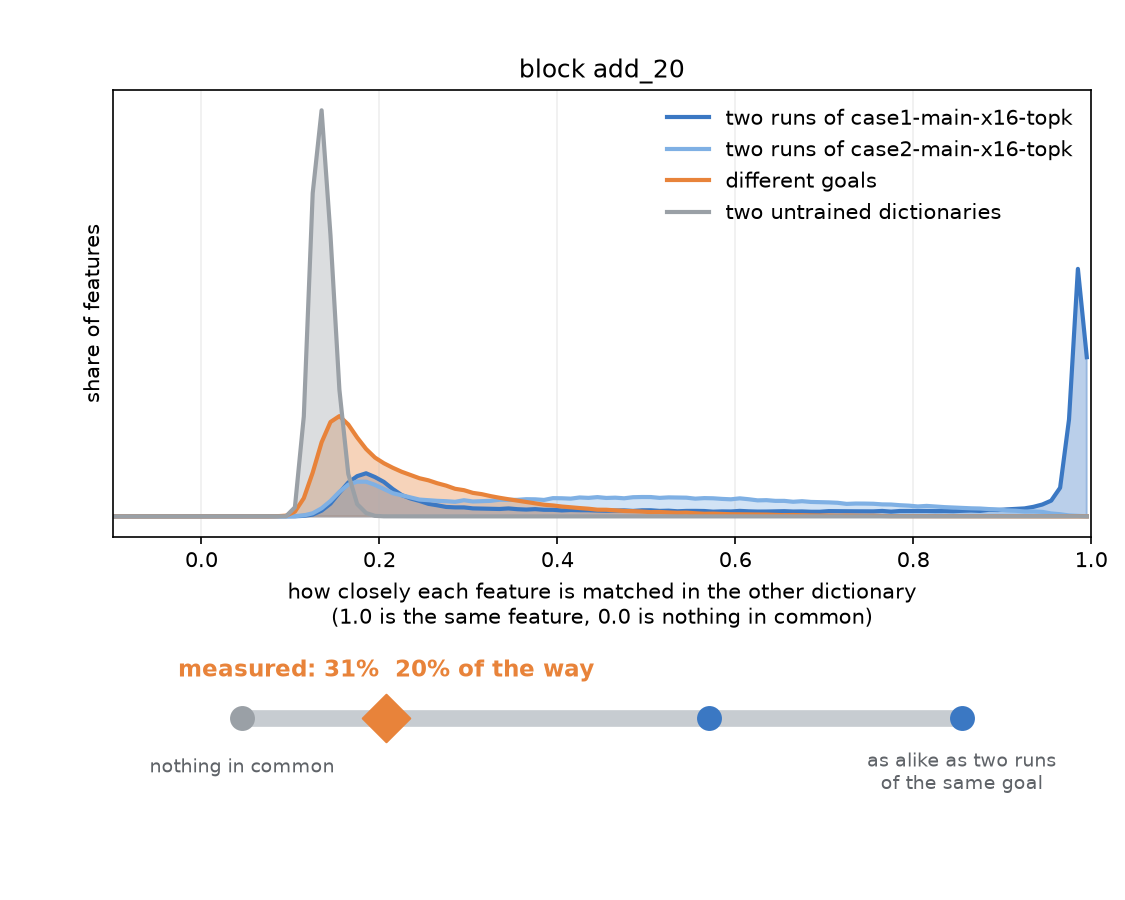 block add_20
two runs of case1-main-x16-topk
two runs of case2-main-x16-topk
different goals
two untrained dictionaries
share of features
0.0 0.2 0.4 0.6 0.8 1.0
how closely each feature is matched in the other dictionary
(1.0 is the same feature, 0.0 is nothing in common)
measured: 31%  20% of the way
nothing in common
as alike as two runs
of the same goal